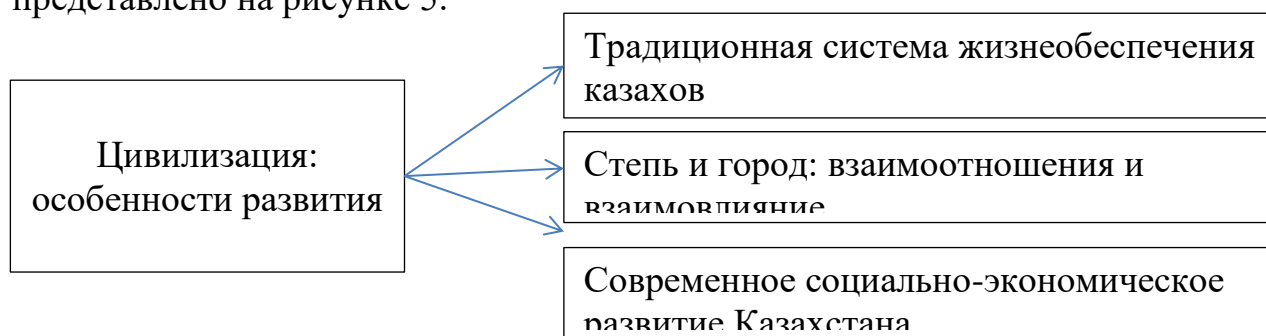 представлено на рисунке 5.
Традиционная система жизнеобеспечения
казахов
Цивилизация:
особенности развития
Степь и город: взаимоотношения и
взаимовлияние
Современное социально-экономическое
развитие Казахстана